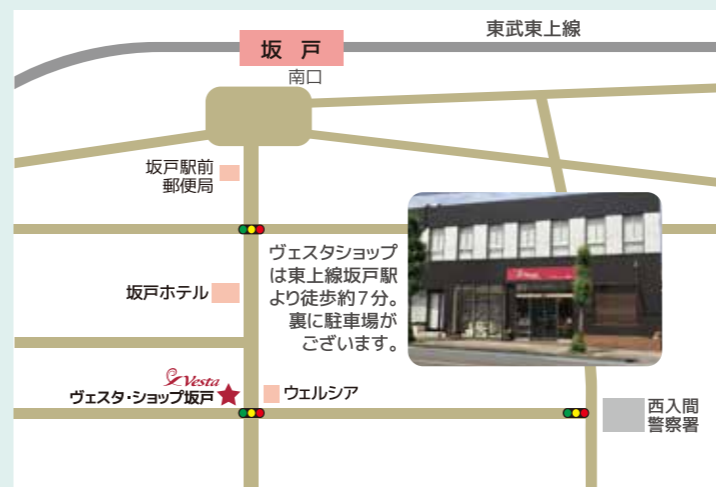 東武東上線
坂 戸
南口
坂戸駅前
郵便局
ヴェスタショップ
は東上線坂戸駅
より徒歩約7分。
裏に駐車場が
ございます。
坂戸ホテル
Vesta
ヴェスタ・ショップ坂戸
ウェルシア
西入間
警察署